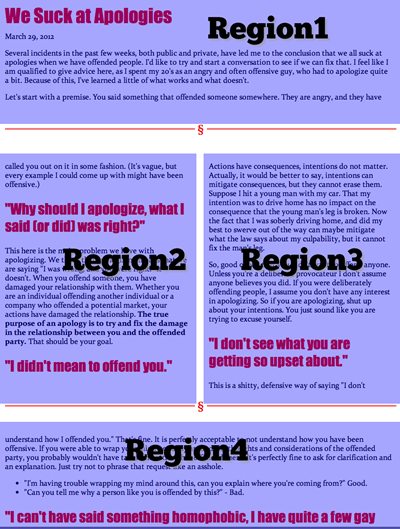 We Suck at Apologies
Region1
March 29, 2012
Several incidents in the past few weeks, both public and private, have led me to the conclusion that we all suck at
apologies when we have offended people. I'd like to try and start a conversation to see if we can fix that. I feel like I
am qualified to give advice here, as I spent my 20's as an angry and often offensive guy, who had to apologize quite
a bit. Because of this, I've learned a little of what works and what doesn't.
Let's start with a premise. You said something that offended someone somewhere. They are angry, and they have
§
called you out on it in some fashion. (It's vague, but
every example I could come up with might have been
offensive.)
"Why should I apologize, what I
said (or did) was right?"
This here is the problem we have with
apologizing. We
are saying "I was
doesn't. When you offend someone, you have
damaged your relationship with them. Whether you
are an individual offending another individual or a
company who offended a potential market, your
actions have damaged the relationship. The true
purpose of an apology is to try and fix the damage
in the relationship between you and the offended
party. That should be your goal.
Region2
"I didn't mean to offend you."
Actions have consequences, intentions do not matter.
Actually, it would be better to say, intentions can
mitigate consequences, but they cannot erase them.
Suppose I hit a young man with my car. That my
intention was to drive home has no impact on the
consequence that the young man's leg is broken. Now
the fact that I was soberly driving home, and did my
best to swerve out of the way can maybe mitigate
what the law says about my culpability, but it cannot
fix the man's leg.
Region3
So, good anyone.
Unless you're a deliberate provocateur I don't assume
anyone believes you did. If you were deliberately
offending people, I assume you don't have any interest
in apologizing. So if you are apologizing, shut up
about your intentions. You just sound like you are
trying to excuse yourself.
"I don't see what you are
getting so upset about."
This is a shitty, defensive way of saying "I don't
§
understand how I offended you." That's fine. It is perfectly acceptable to not understand how you have been
offensive. If you were able to wrap your thoughts and considerations of the offended
party, you probably wouldn't have it's perfectly fine to ask for clarification and
an explanation. Just try not to phrase that request like an asshole.
Region4
• "I'm having trouble wrapping my mind around this, can you explain where you're coming from?" Good.
• "Can you tell me why a person like you is offended by this?" - Bad.
"I can't have said something homophobic, I have quite a few gay